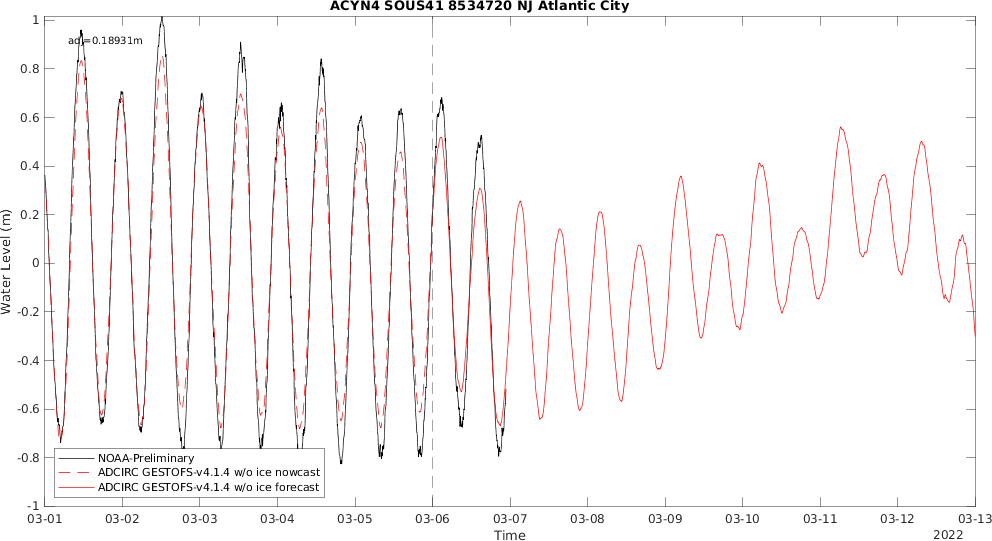 ACYN4 SOUS41 8534720 NJ Atlantic City
1
0.8
0.6
0.4
0.2
0
-0.2
-0.4
-0.6
-0.8
-1
Water Level (m)
=0.18931m
NOAA-Preliminary
ADCIRC GESTOFS-v4.1.4 w/o ice nowcast
ADCIRC GESTOFS-v4.1.4 w/o ice forecast
03-01 03-02 03-03 03-04 03-05 03-06 03-07 03-08 03-09 03-10 03-11 03-12 03-13
Time
2022